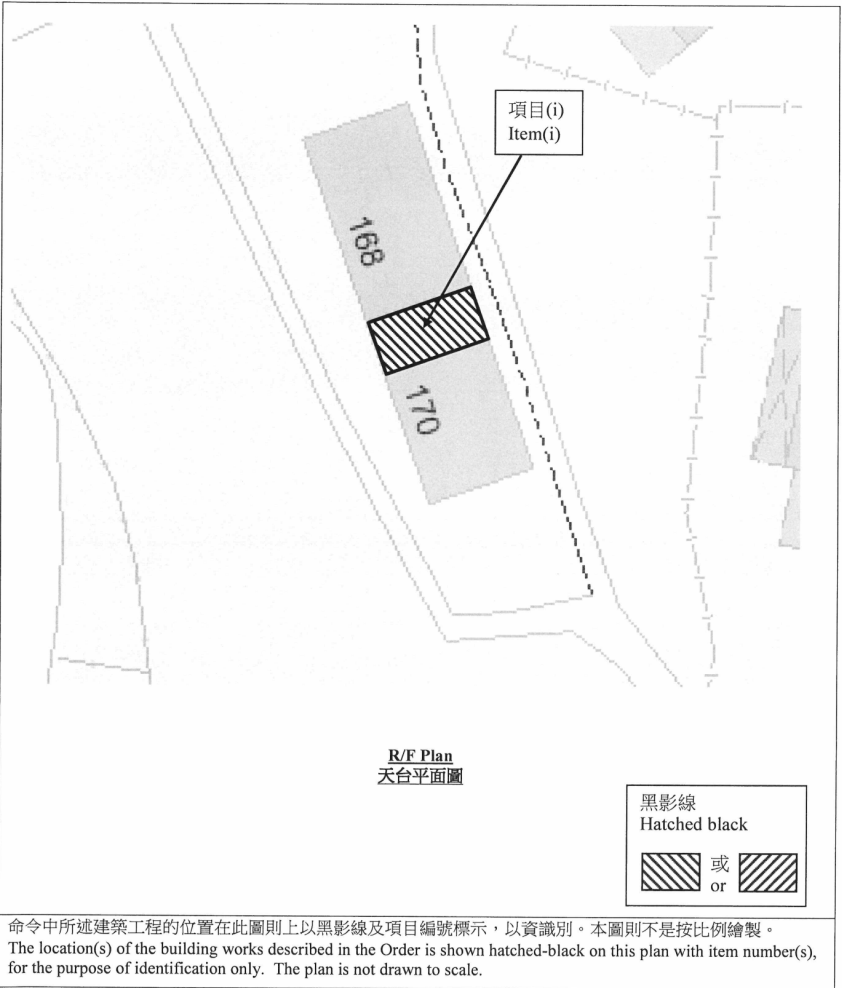 項目(i)
Item(i)
168
170
R/F Plan
天台平面圖
黑影線
Hatched black
或
or
命令中所述建築工程的位置在此圖則上以黑影線及項目編號標示，以資識別。本圖則不是按比例繪製。
The location(s) of the building works described in the Order is shown hatched-black on this plan with item number(s),
for the purpose of identification only. The plan is not drawn to scale.